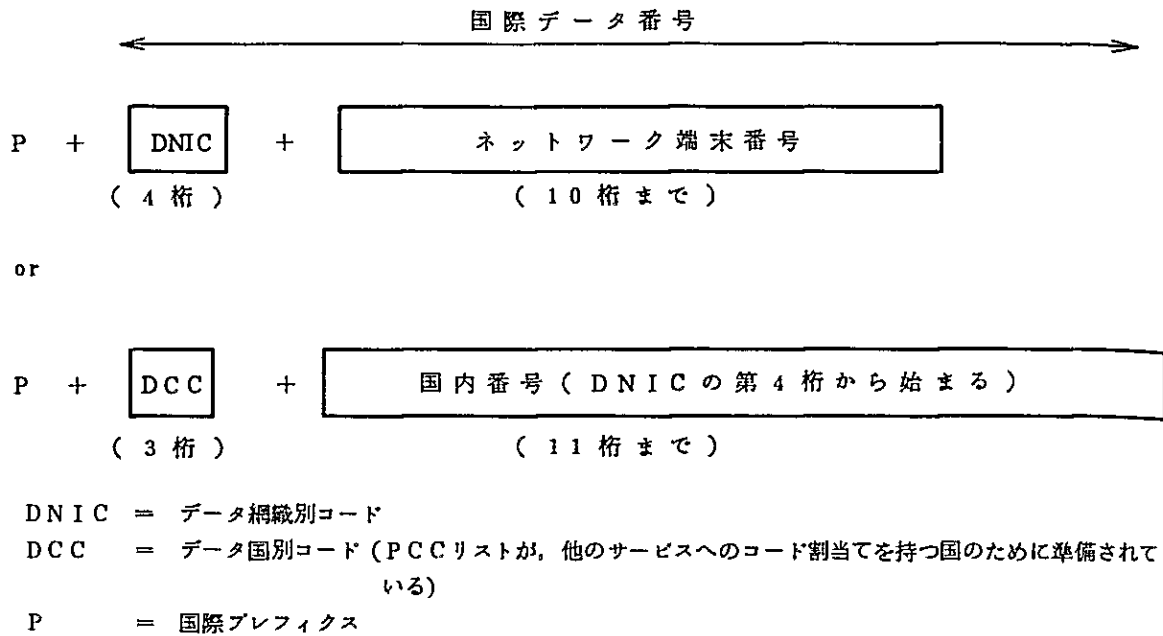 国際データ番号
P + DNIC + ネットワーク端末番号
(4桁) (10桁まで)
or
P + DCC + 国内番号(DNICの第4桁から始まる)
(3桁) (11桁まで)
DNIC = データ網識別コード
DCC = データ国別コード(PCCリストが,他のサービスへのコード割当てを持つ国のために準備されて
いる)
P = 国際プレフィクス